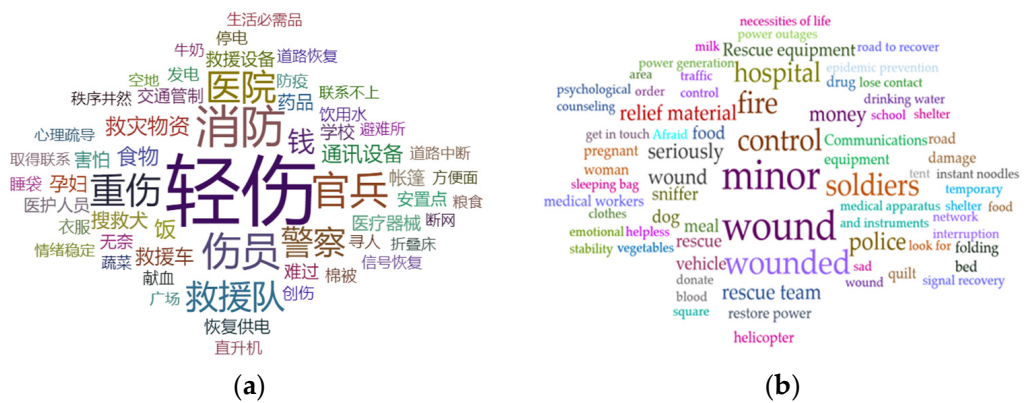 生活必需品
停电
牛奶 救援设备 道路恢复
空地 发电 医院 防疫
秩序井然 交通管制 药品 联系不上
救灾物资 消防 钱 饮用水
心理疏导 学校 避难所
取得联系 害怕 食物 通讯设备 道路中断
睡袋 孕妇 重伤 轻伤 官兵 帐篷 方便面
医护人员 安置点 粮食
衣服 搜救犬 饭 伤员 警察 医疗器械 断网
情绪稳定 无奈 寻人 折叠床
蔬菜 救援车 难过 棉被 信号恢复
献血 救援队 创伤
广场
恢复供电
直升机
(a)
necessities of life
power outages
milk Rescue equipment road to recover
power generation hospital epidemic prevention
area traffic drug lose contact
psychological order control fire drinking water
counseling relief material money school shelter
get in touch Afraid food control Communications road
pregnant seriously equipment damage
woman wound minor tent instant noodles
sleeping bag sniffer soldiers temporary
medical workers medical apparatus shelter food
clothes dog meal wound and instruments network
emotional helpless police interruption
stability vegetables rescue look for folding
vehicle wounded sad bed
donate wound quilt signal recovery
blood rescue team
square restore power
helicopter
(b)